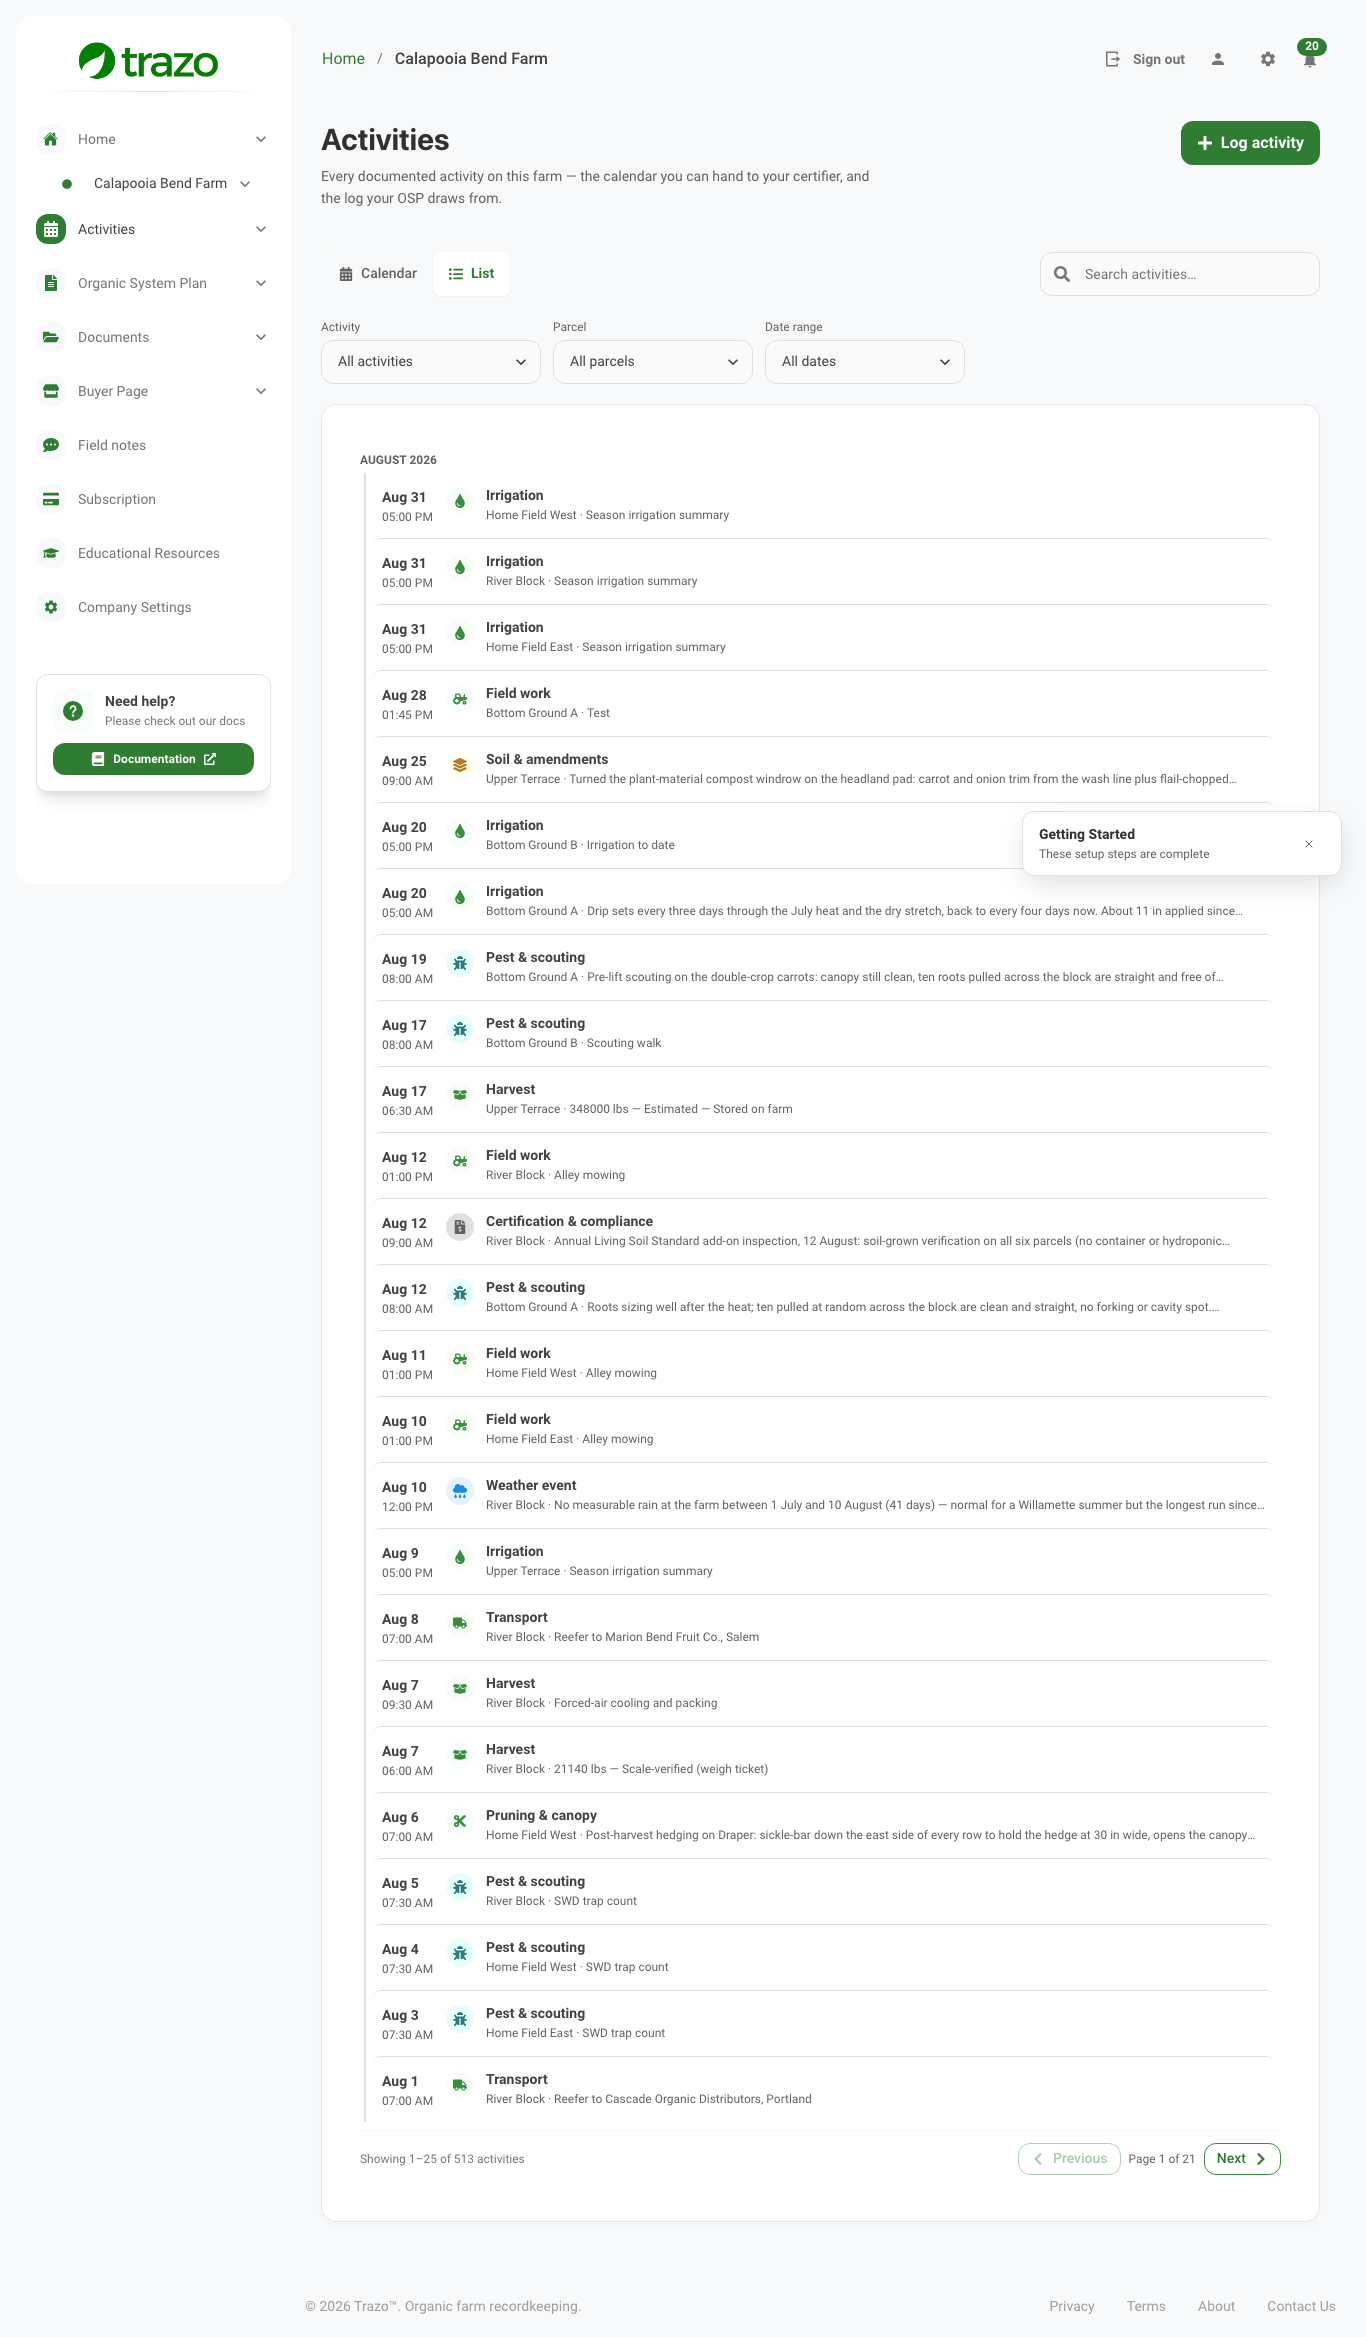 trazo
Home
Calapooia Bend Farm
Activities
Organic System Plan
Documents
Buyer Page
Field notes
Subscription
Educational Resources
Company Settings
Need help?
Please check out our docs
Documentation
Home / Calapooia Bend Farm
Sign out
20
Activities
Every documented activity on this farm — the calendar you can hand to your certifier, and
the log your OSP draws from.
Log activity
Calendar
List
Search activities...
Activity
All activities
Parcel
All parcels
Date range
All dates
AUGUST 2026
Aug 31
05:00 PM
Irrigation
Home Field West · Season irrigation summary
Aug 31
05:00 PM
Irrigation
River Block · Season irrigation summary
Aug 31
05:00 PM
Irrigation
Home Field East · Season irrigation summary
Aug 28
01:45 PM
Field work
Bottom Ground A · Test
Aug 25
09:00 AM
Soil & amendments
Upper Terrace · Turned the plant-material compost windrow on the headland pad: carrot and onion trim from the wash line plus flail-chopped...
Aug 20
05:00 PM
Irrigation
Bottom Ground B · Irrigation to date
Getting Started
These setup steps are complete
Aug 20
05:00 AM
Irrigation
Bottom Ground A · Drip sets every three days through the July heat and the dry stretch, back to every four days now. About 11 in applied since...
Aug 19
08:00 AM
Pest & scouting
Bottom Ground A · Pre-lift scouting on the double-crop carrots: canopy still clean, ten roots pulled across the block are straight and free of...
Aug 17
08:00 AM
Pest & scouting
Bottom Ground B · Scouting walk
Aug 17
06:30 AM
Harvest
Upper Terrace · 348000 lbs — Estimated — Stored on farm
Aug 12
01:00 PM
Field work
River Block · Alley mowing
Aug 12
09:00 AM
Certification & compliance
River Block · Annual Living Soil Standard add-on inspection, 12 August: soil-grown verification on all six parcels (no container or hydroponic...
Aug 12
08:00 AM
Pest & scouting
Bottom Ground A · Roots sizing well after the heat; ten pulled at random across the block are clean and straight, no forking or cavity spot....
Aug 11
01:00 PM
Field work
Home Field West · Alley mowing
Aug 10
01:00 PM
Field work
Home Field East · Alley mowing
Aug 10
12:00 PM
Weather event
River Block · No measurable rain at the farm between 1 July and 10 August (41 days) — normal for a Willamette summer but the longest run since...
Aug 9
05:00 PM
Irrigation
Upper Terrace · Season irrigation summary
Aug 8
07:00 AM
Transport
River Block · Reefer to Marion Bend Fruit Co., Salem
Aug 7
09:30 AM
Harvest
River Block · Forced-air cooling and packing
Aug 7
06:00 AM
Harvest
River Block · 21140 lbs — Scale-verified (weigh ticket)
Aug 6
07:00 AM
Pruning & canopy
Home Field West · Post-harvest hedging on Draper: sickle-bar down the east side of every row to hold the hedge at 30 in wide, opens the canopy...
Aug 5
07:30 AM
Pest & scouting
River Block · SWD trap count
Aug 4
07:30 AM
Pest & scouting
Home Field West · SWD trap count
Aug 3
07:30 AM
Pest & scouting
Home Field East · SWD trap count
Aug 1
07:00 AM
Transport
River Block · Reefer to Cascade Organic Distributors, Portland
Showing 1–25 of 513 activities
Previous
Page 1 of 21
Next
© 2026 Trazo™. Organic farm recordkeeping.
Privacy
Terms
About
Contact Us